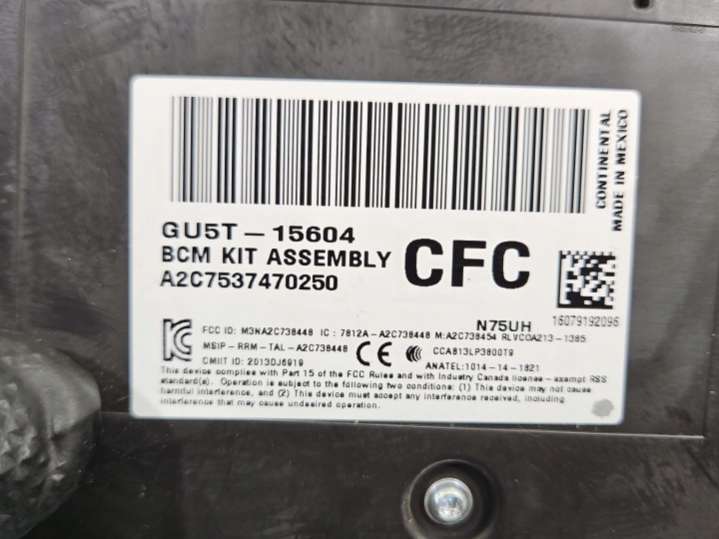 CONTINENTAL
MADE IN MEXICO
GU5T-15604
BCM KIT ASSEMBLY
A2C7537470250
CFC
N75UH
16079192096
FCC ID: M3NA2C738448 IC: 7812A-A2C738448 M:A2C738454 RLVCOA213-1385
MSIP-RRM-TAL-A2C738448
CE
CCAB13LP3800T9
CMIIT ID: 2013DJ6919
ANATEL:1014-14-1821
This device complies with Part 15 of the FCC Rules and with Industry Canada license-exempt RSS
standard(s). Operation is subject to the following two conditions: (1) This device may not cause
harmful interference, and (2) This device must accept any interference received, including
interference that may cause undesired operation.